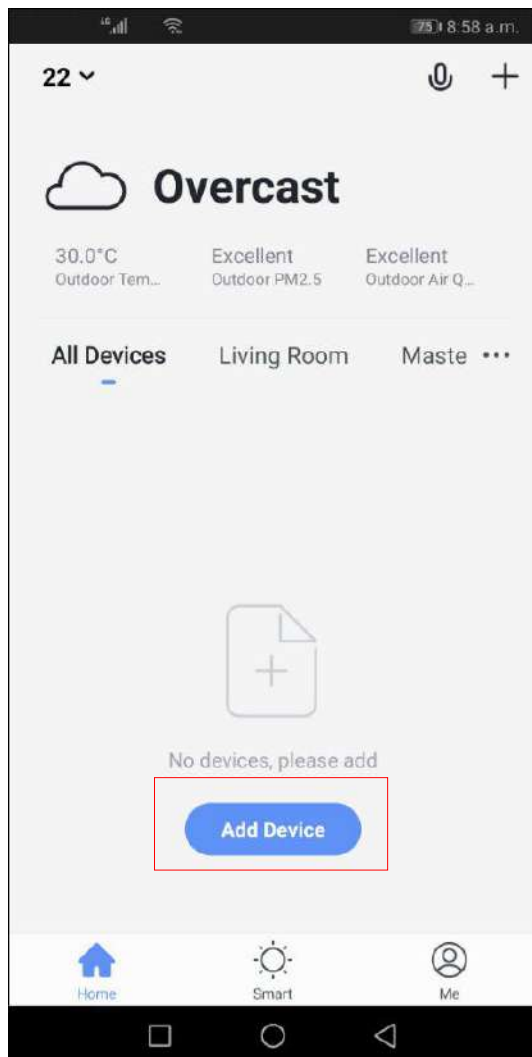 75 8:58 a.m.
22
Overcast
30.0°C Excellent Excellent
Outdoor Tem... Outdoor PM2.5 Outdoor Air Q...
All Devices Living Room Maste •••
No devices, please add
Add Device
Home Smart Me